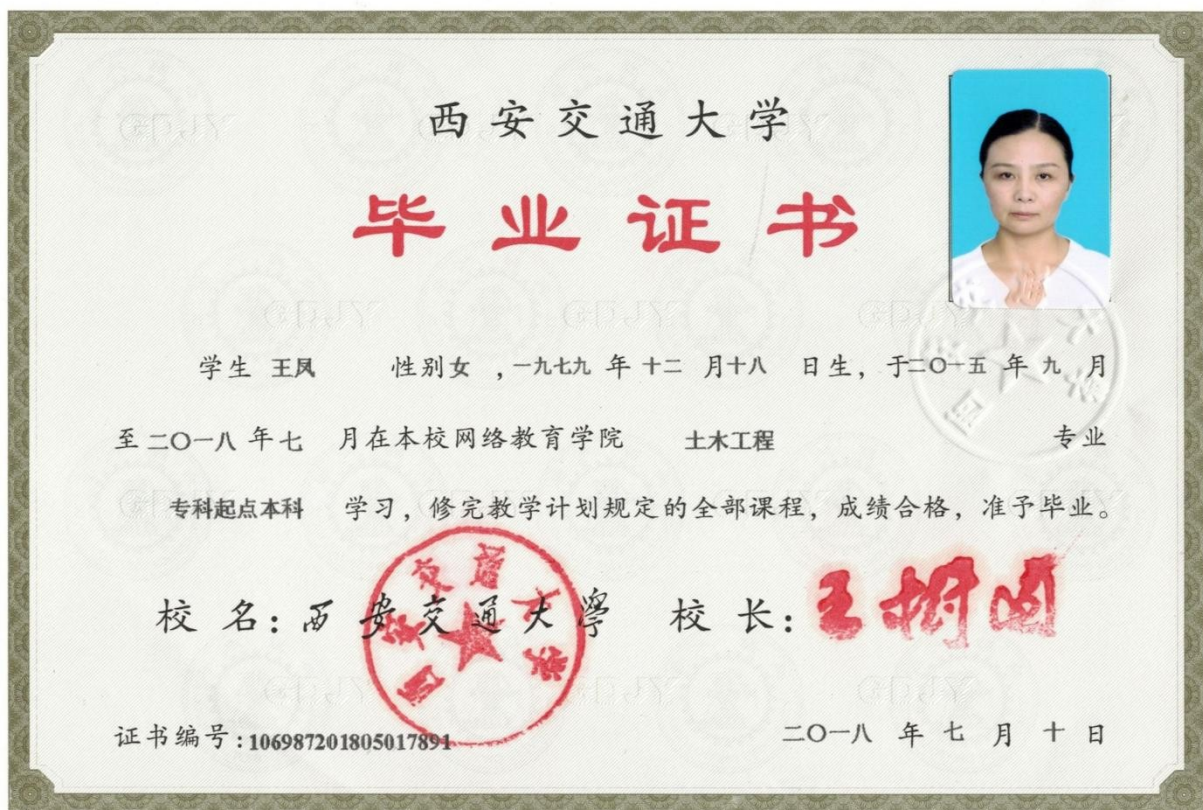 西安交通大学
毕业证书
学生 王凤 性别女 ，一九七九 年 十二 月十八 日生，于二〇一五 年 九 月
至 二〇一八 年 七 月在本校网络教育学院 土木工程 专业
专科起点本科 学习，修完教学计划规定的全部课程，成绩合格，准予毕业。
校 名：西安交通大學 校 长：王树国
西安交通大学
证书编号：106987201805017891 二〇一八 年 七 月 十 日